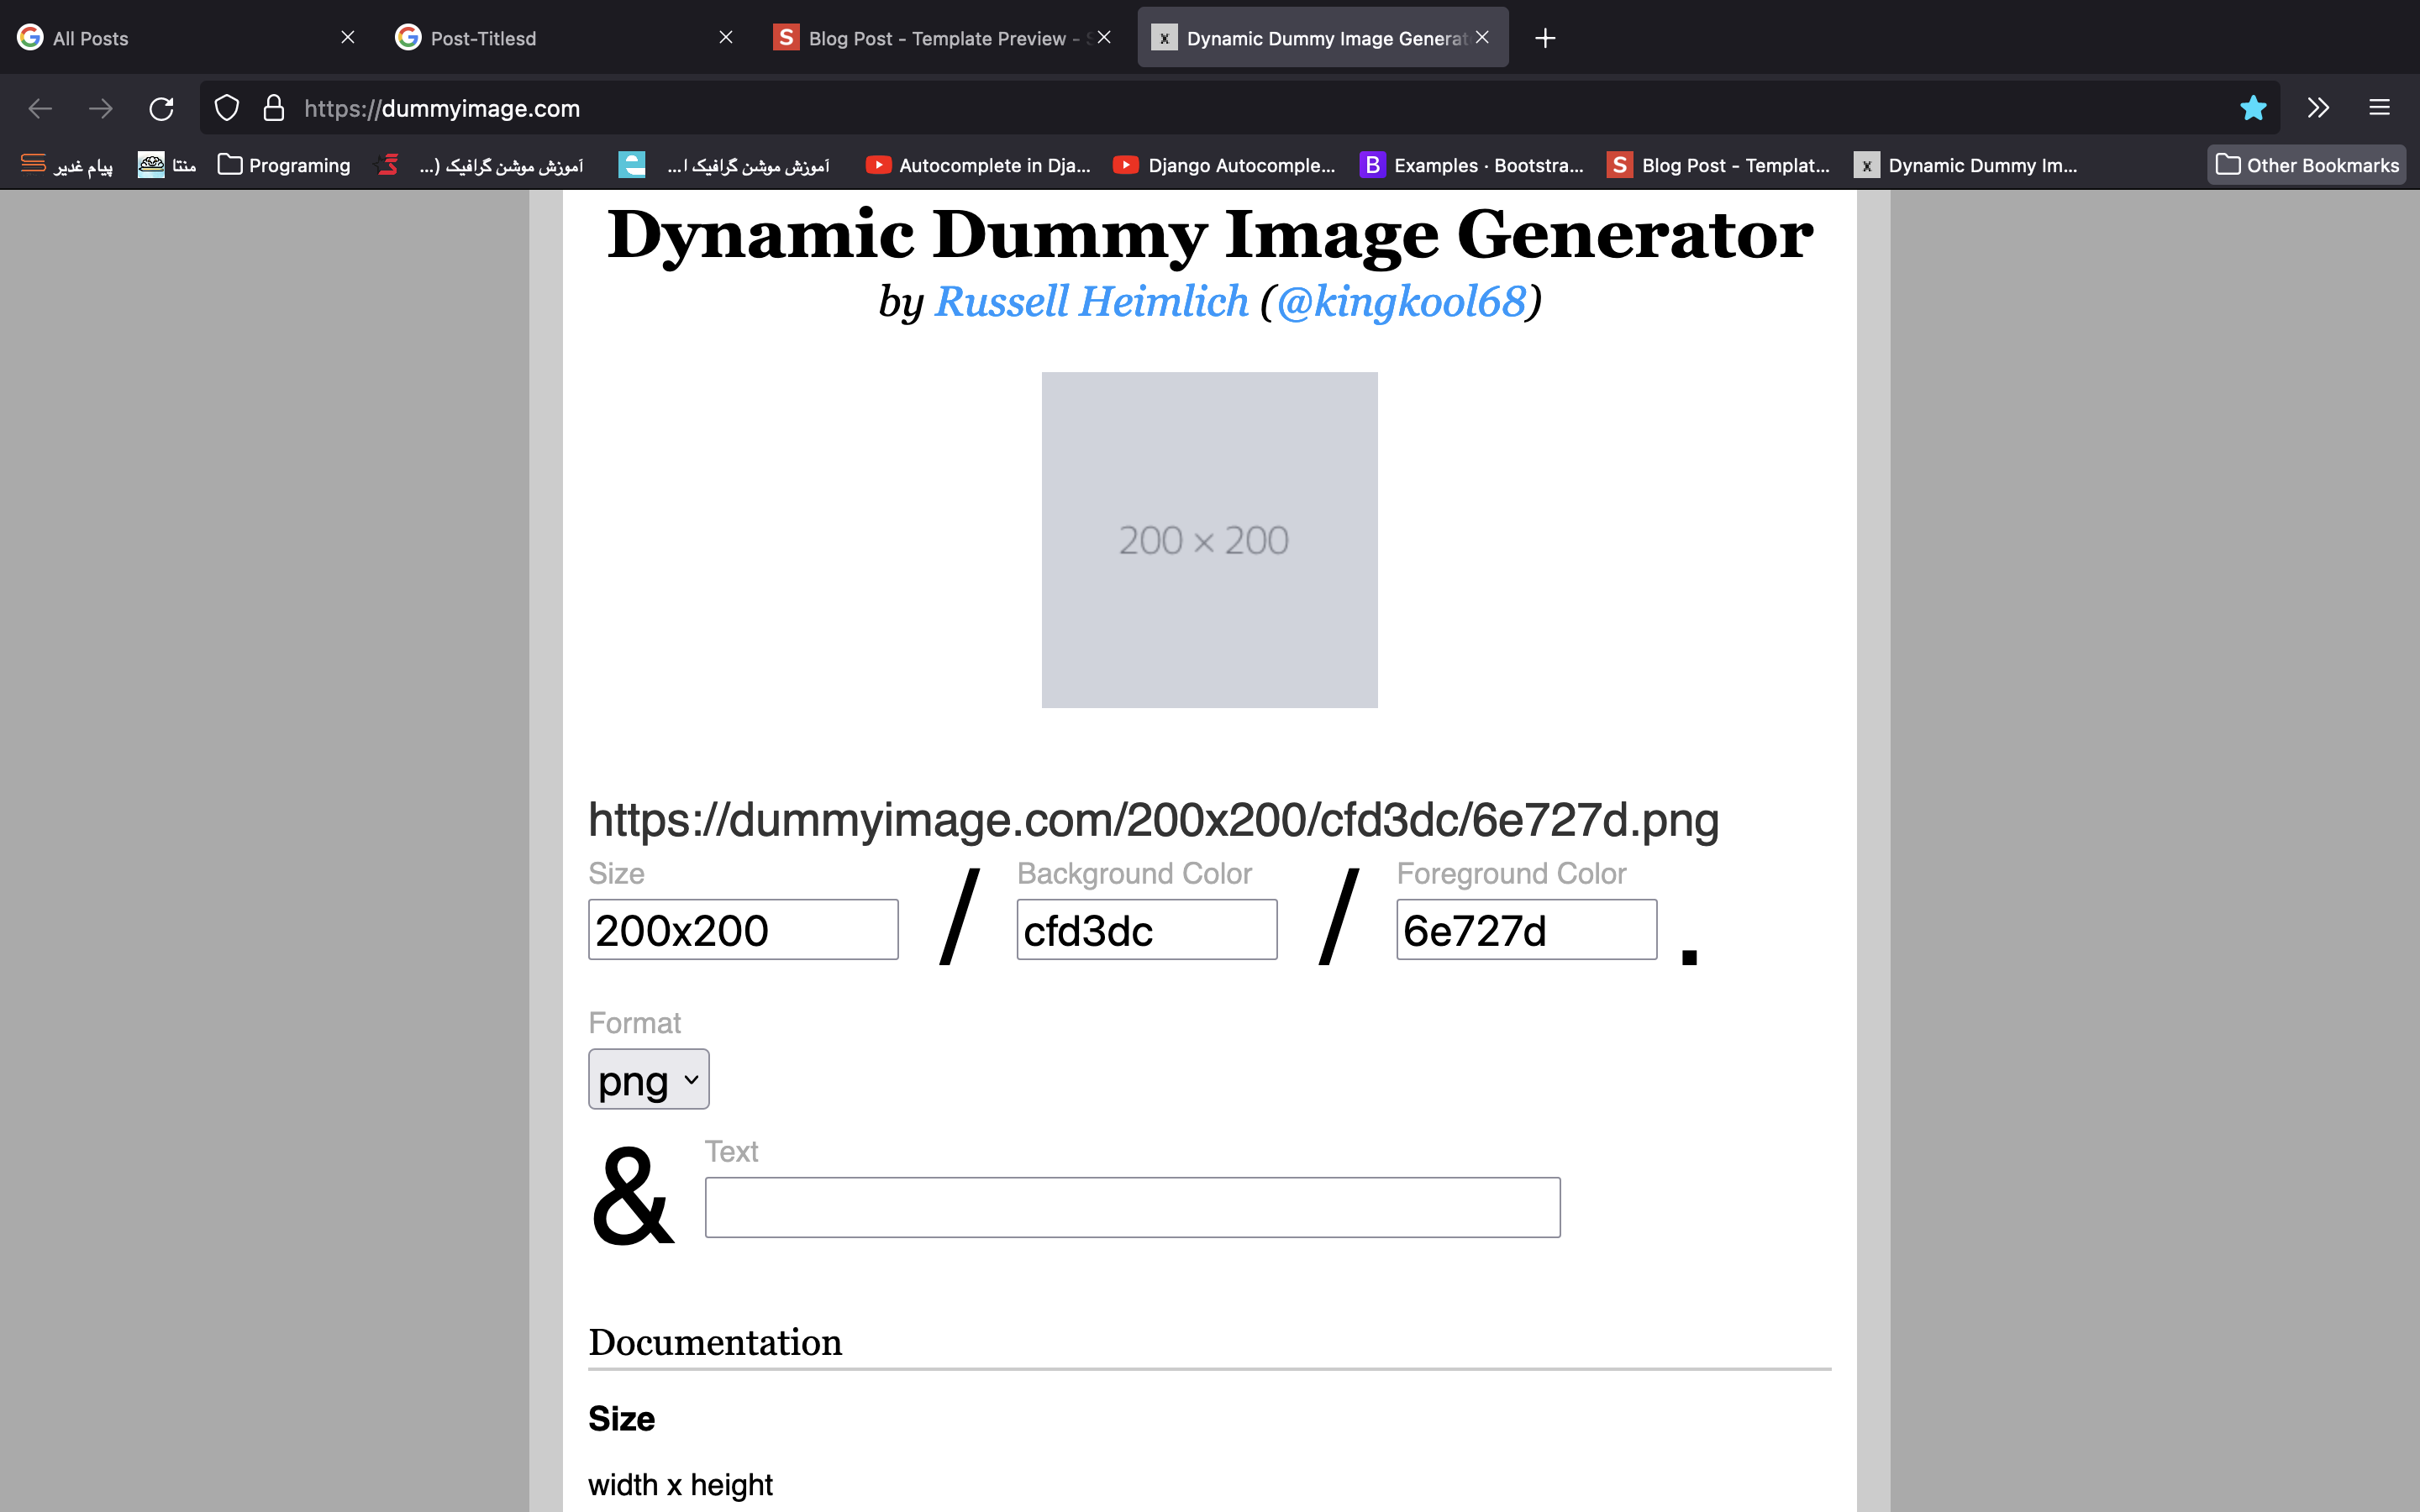 All Posts
Post-Titlesd
S Blog Post - Template Preview - S
x Dynamic Dummy Image Generat
https://dummyimage.com
پیام غدیر
منتا
Programing
آموزش موشن گرافیک (...
آموزش موشن گرافیک ا...
Autocomplete in Dja...
Django Autocomple...
B Examples · Bootstra...
S Blog Post - Templat...
x Dynamic Dummy Im...
Other Bookmarks
Dynamic Dummy Image Generator
by Russell Heimlich (@kingkool68)
200 × 200
https://dummyimage.com/200x200/cfd3dc/6e727d.png
Size
Background Color
Foreground Color
200x200 / cfd3dc / 6e727d .
Format
png
Text
&
Documentation
Size
width x height